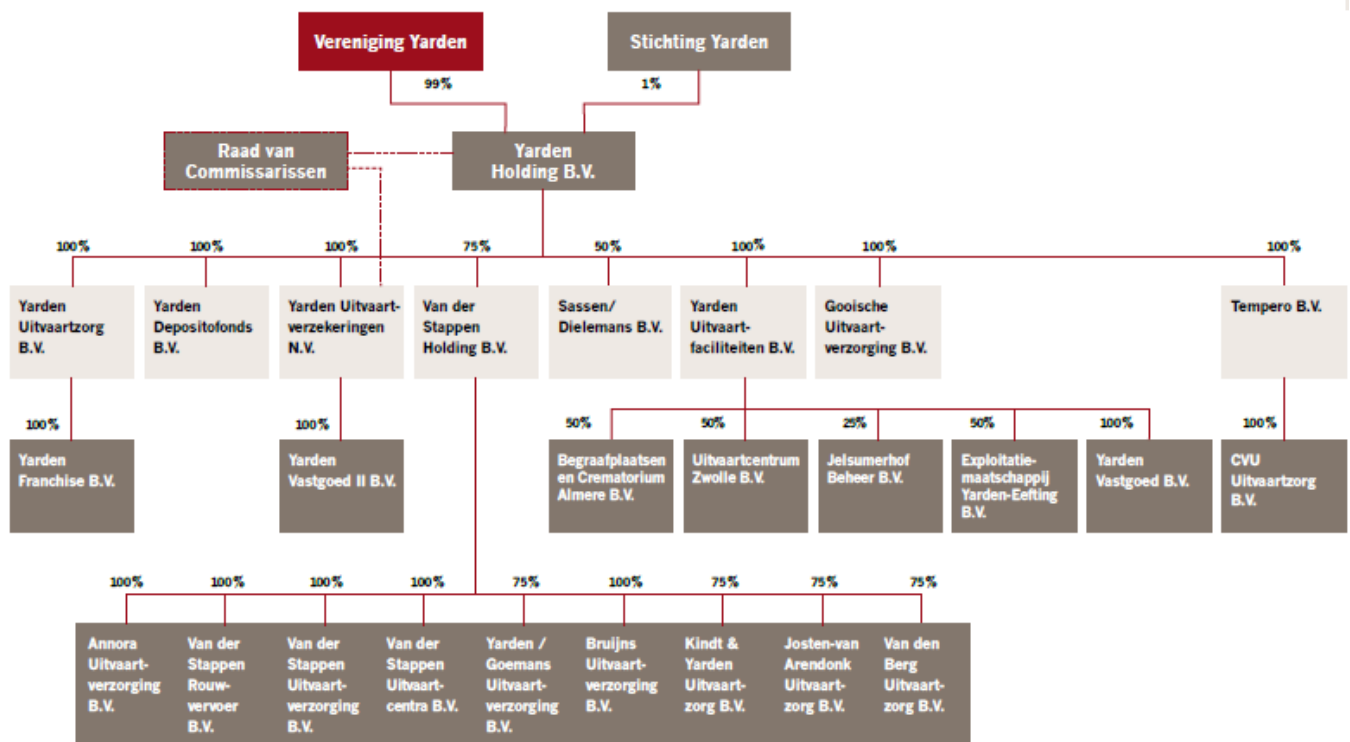 Vereniging Yarden
Stichting Yarden
99%
1%
Raad van
Commissarissen
Yarden
Holding B.V.
100%
100%
100%
75%
50%
100%
100%
100%
Yarden
Uitvaartzorg
B.V.
Yarden
Depositofonds
B.V.
Yarden Uitvaart-
verzekeringen
N.V.
Van der
Stappen
Holding B.V.
Sassen/
Dielemans B.V.
Yarden
Uitvaart-
faciliteiten B.V.
Gooische
Uitvaart-
verzorging B.V.
Tempero B.V.
100%
100%
50%
50%
25%
50%
100%
100%
Yarden
Franchise B.V.
Yarden
Vastgoed II B.V.
Begraafplaatsen
en Crematorium
Almere B.V.
Uitvaartcentrum
Zwolle B.V.
Jelsumerhof
Beheer B.V.
Exploitatie-
maatschappij
Yarden-Eefting
B.V.
Yarden
Vastgoed B.V.
CVU
Uitvaartzorg
B.V.
100%
100%
100%
100%
75%
100%
75%
75%
75%
Annora
Uitvaart-
verzorging
B.V.
Van der
Stappen
Rouw-
vervoer
B.V.
Van der
Stappen
Uitvaart-
verzorging
B.V.
Van der
Stappen
Uitvaart-
centra B.V.
Yarden /
Goemans
Uitvaart-
verzorging
B.V.
Bruijns
Uitvaart-
verzorging
B.V.
Kindt &
Yarden
Uitvaart-
zorg B.V.
Josten-van
Arendonk
Uitvaart-
zorg B.V.
Van den
Berg
Uitvaart-
zorg B.V.